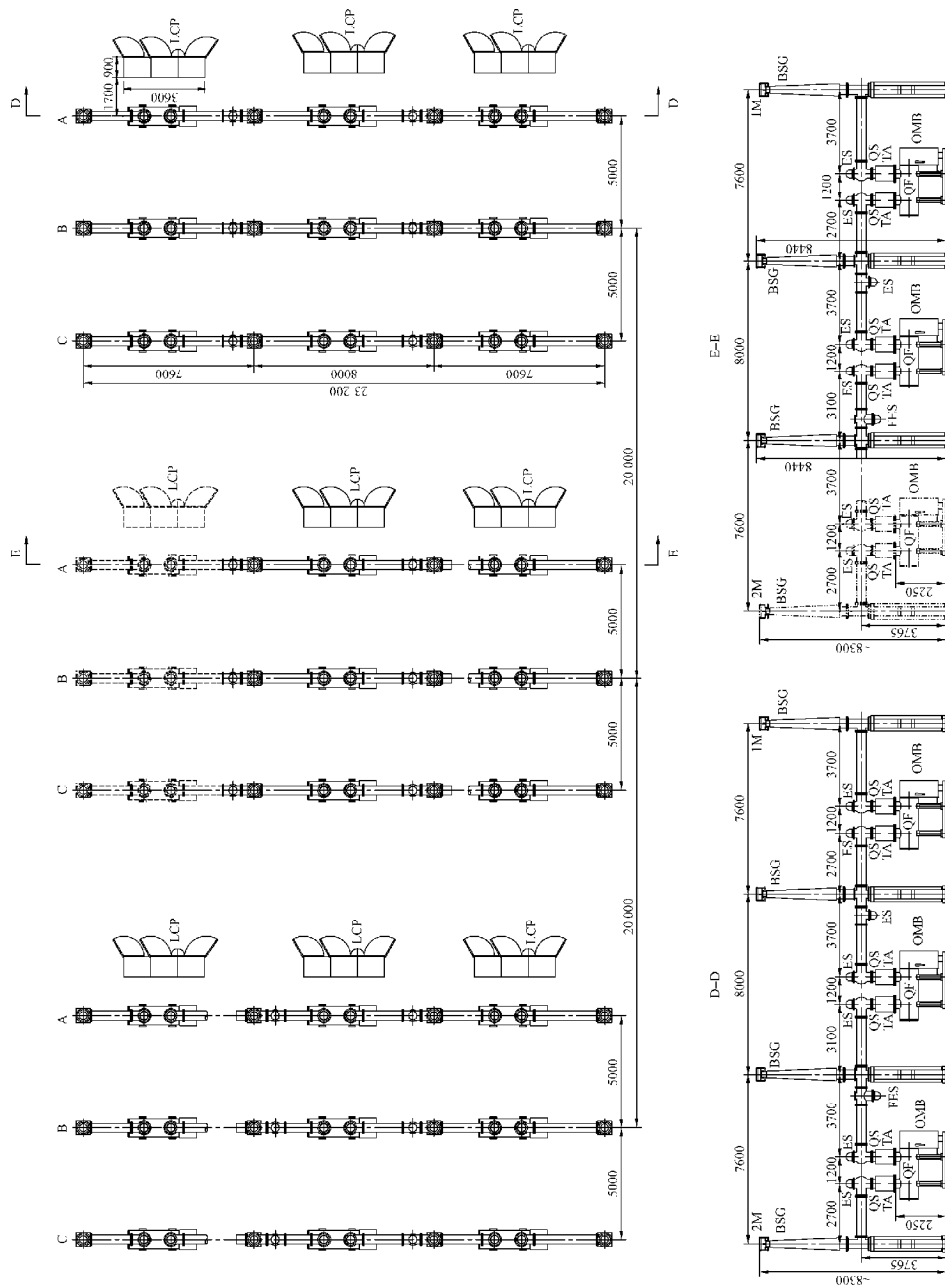 LCP
LCP
LCP
900
1700
3600
D
D
A
5000
B
5000
C
7600
8000
7600
23 200
20 000
LCP
LCP
LCP
E
E
A
5000
B
5000
C
20 000
LCP
LCP
LCP
A
5000
B
5000
C
E-E
1M
BSG
7600
3700
ES
QS
TA
OMB
1200
QF
ES
QS
TA
2700
8440
BSG
ES
8000
3700
ES
QS
TA
OMB
1200
QF
ES
QS
TA
3100
FES
8440
BSG
7600
3700
ES
QS
TA
OMB
1200
QF
ES
TA
2700
2250
2M
BSG
3765
~8300
D-D
1M
BSG
7600
3700
ES
QS
TA
OMB
1200
QF
ES
QS
TA
2700
BSG
ES
8000
3700
ES
QS
TA
OMB
1200
QF
ES
QS
TA
3100
BSG
FES
7600
3700
ES
QS
TA
OMB
1200
QF
ES
QS
TA
2700
2250
2M
BSG
3765
~8300